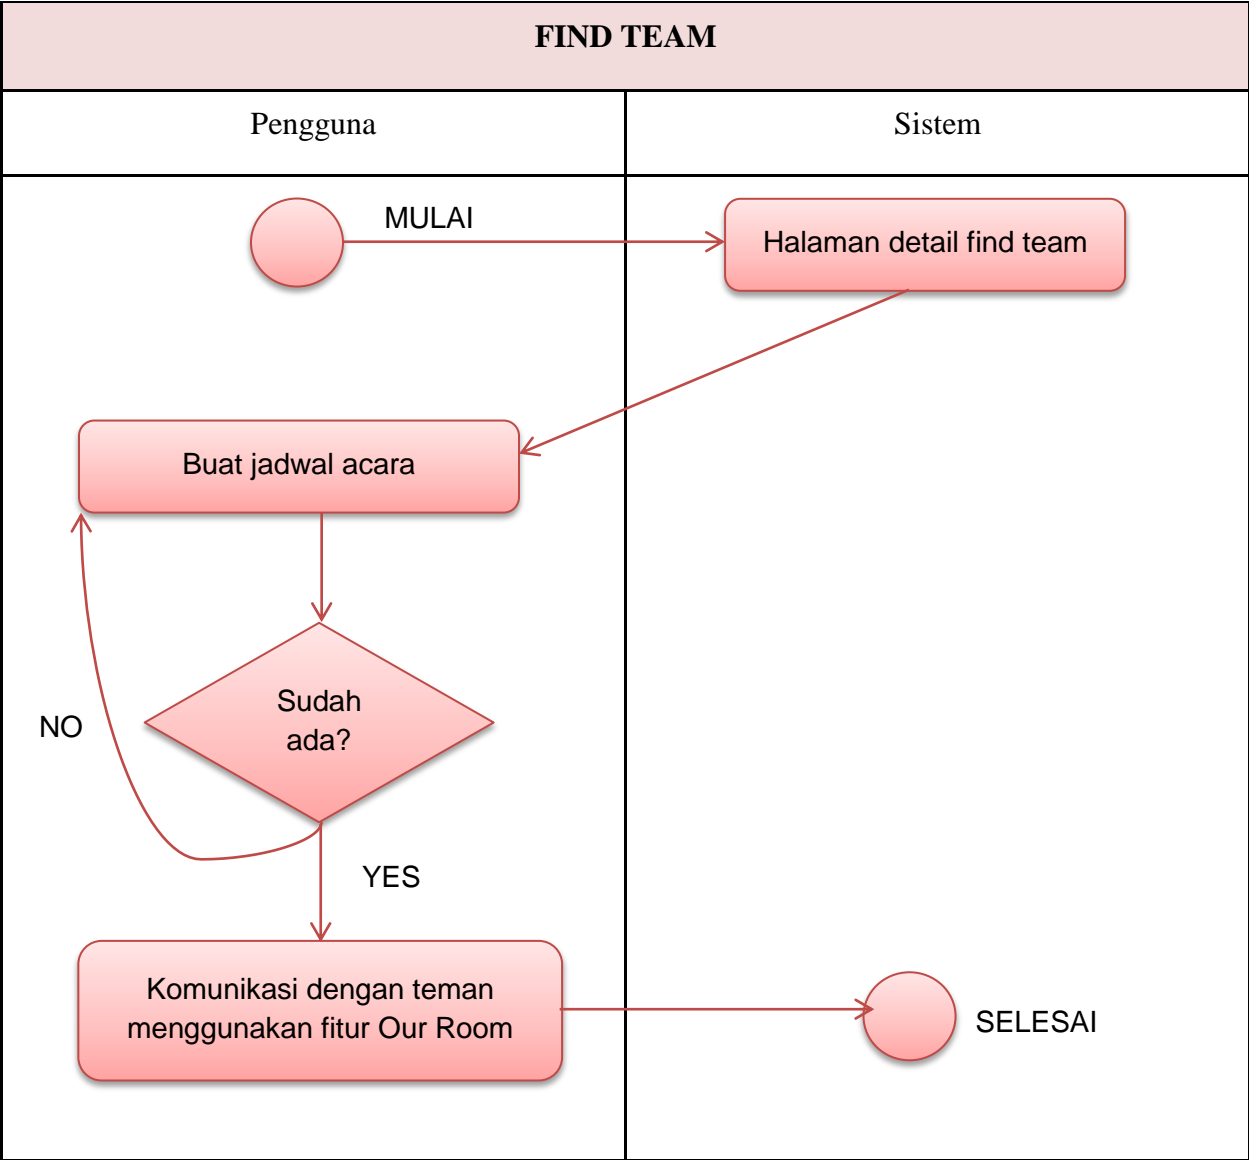 FIND TEAM
Pengguna
Sistem
MULAI
Halaman detail find team
Buat jadwal acara
Sudah
ada?
NO
YES
Komunikasi dengan teman
menggunakan fitur Our Room
SELESAI